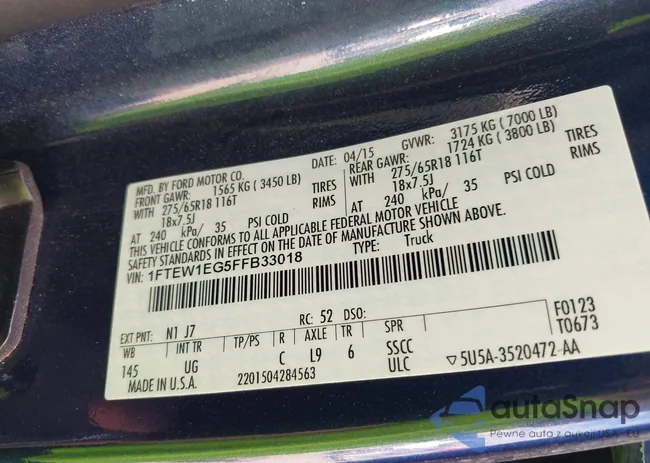 MFD. BY FORD MOTOR CO.
DATE: 04/15
GVWR: 3175 KG ( 7000 LB)
FRONT GAWR: 1565 KG ( 3450 LB)
REAR GAWR: 1724 KG ( 3800 LB)
WITH 275/65R18 116T TIRES
275/65R18 116T TIRES
18x7.5J RIMS
18x7.5J RIMS
AT 240 kPa/ 35 PSI COLD
AT 240 kPa/ 35 PSI COLD
THIS VEHICLE CONFORMS TO ALL APPLICABLE FEDERAL MOTOR VEHICLE
SAFETY STANDARDS IN EFFECT ON THE DATE OF MANUFACTURE SHOWN ABOVE.
VIN: 1FTEW1EG5FFB33018
TYPE: Truck
EXT PNT: N1 J7 RC: 52 DSO: F0123
T0673
WB INT TR TP/PS R AXLE TR SPR
145 UG C L9 6 SSCC
ULC
▽5U5A-3520472-AA
MADE IN U.S.A. 2201504284563
autoSnap
Pewne auta z aukcji USA - EU